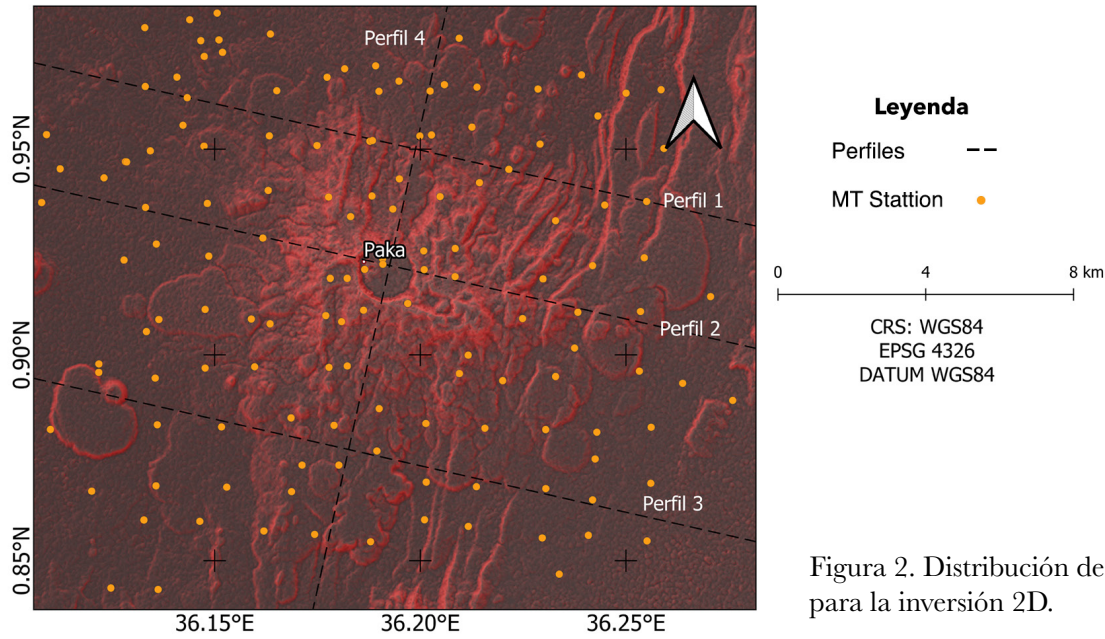 Perfil 4
Perfil 1
Paka
Perfil 2
Perfil 3
0.95°N
0.90°N
0.85°N
36.15°E
36.20°E
36.25°E
Leyenda
Perfiles
MT Stattion
0 4 8 km
CRS: WGS84
EPSG 4326
DATUM WGS84
Figura 2. Distribución de
para la inversión 2D.